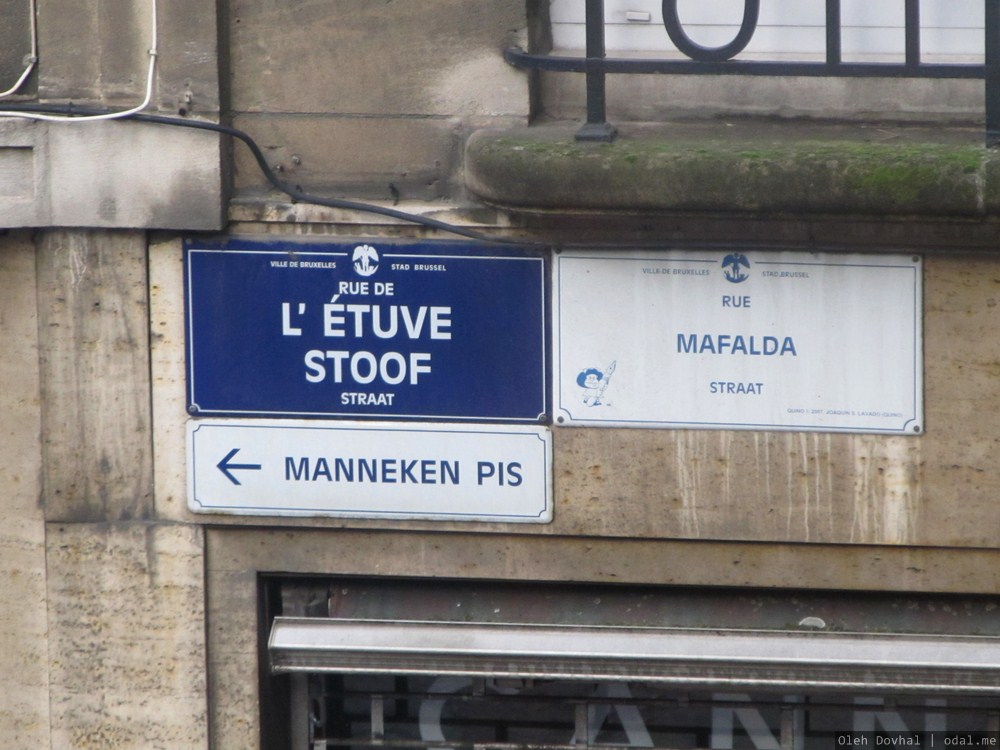 VILLE DE BRUXELLES STAD BRUSSEL
RUE DE
L' ÉTUVE
STOOF
STRAAT
← MANNEKEN PIS
VILLE DE BRUXELLES STAD BRUSSEL
RUE
MAFALDA
STRAAT
CANN
Oleh Dovhal | odal.me